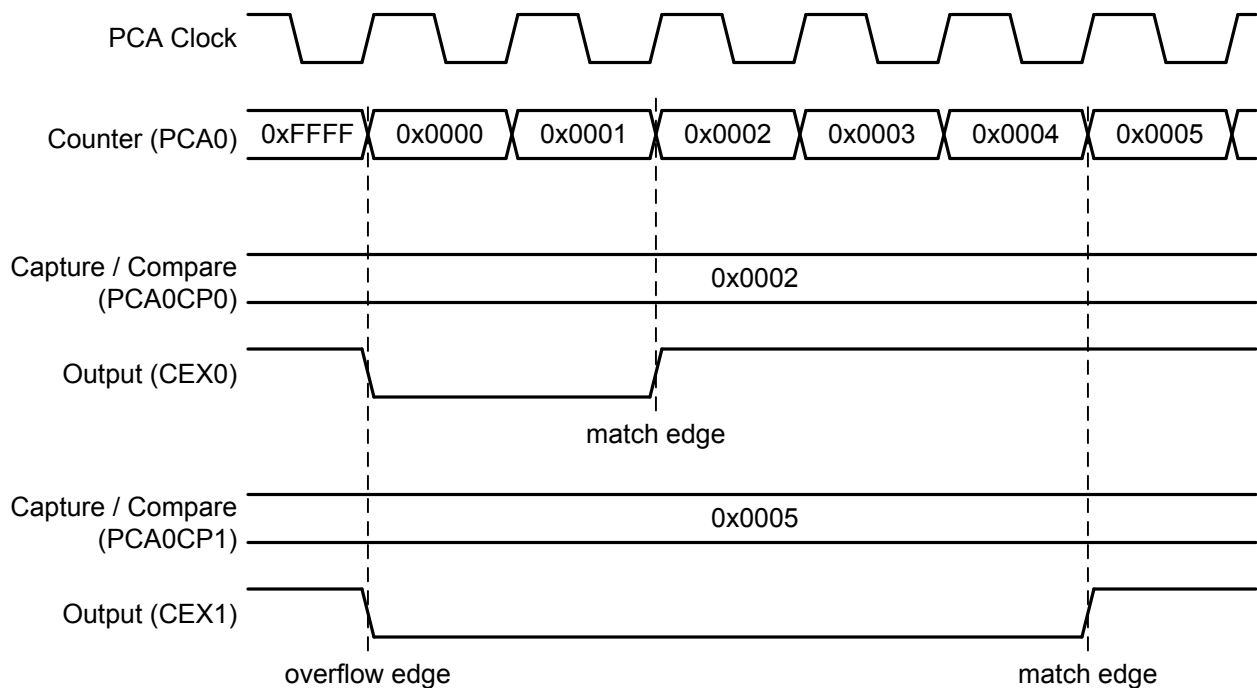 PCA Clock
Counter (PCA0)
0xFFFF 0x0000 0x0001 0x0002 0x0003 0x0004 0x0005
Capture / Compare
(PCA0CP0)
0x0002
Output (CEX0)
match edge
Capture / Compare
(PCA0CP1)
0x0005
Output (CEX1)
overflow edge
match edge